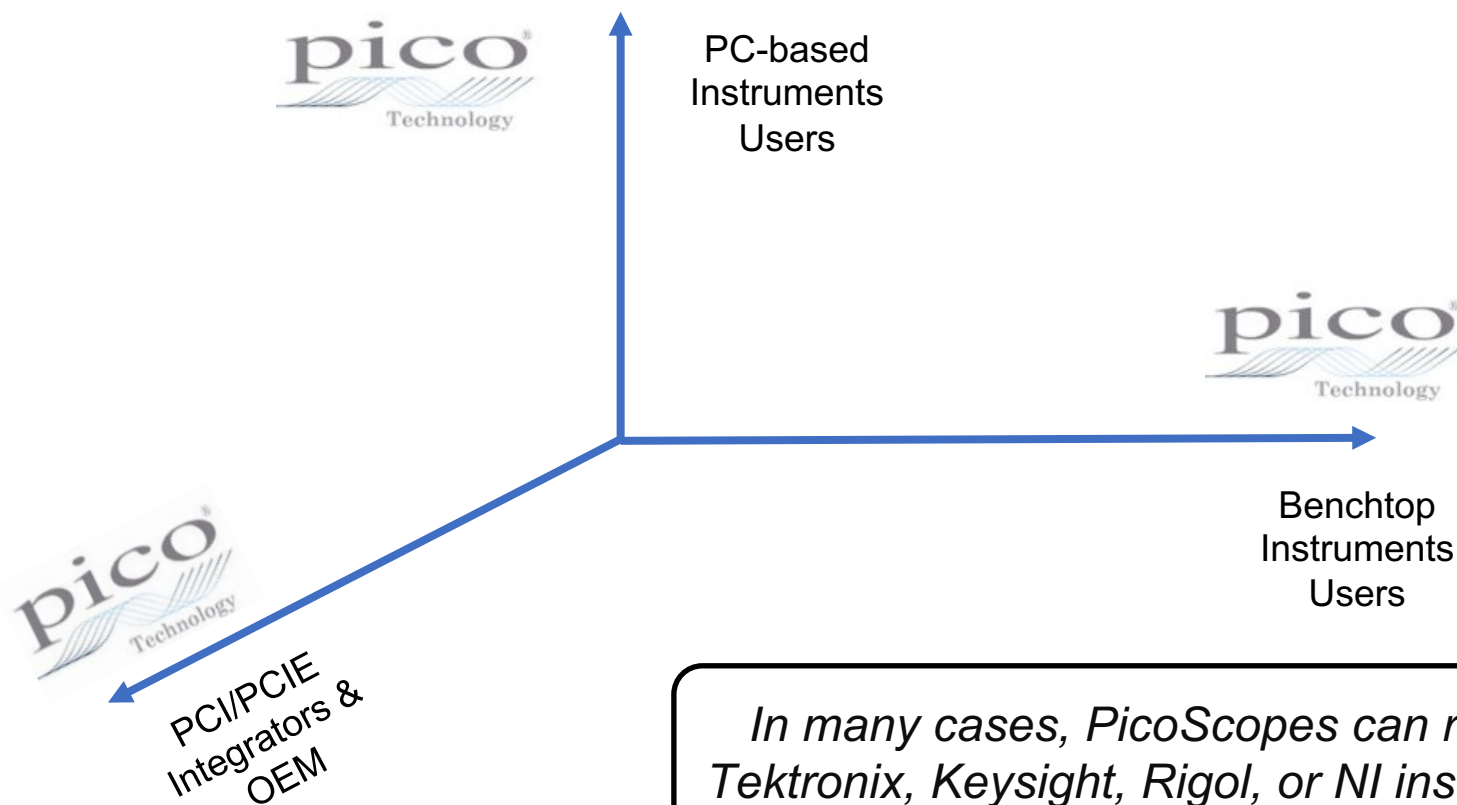 pico®
Technology
PC-based
Instruments
Users
pico
Technology
Benchtop
Instruments
Users
pico®
Technology
PCI/PCIE
Integrators &
OEM
In many cases, PicoScopes can
Tektronix, Keysight, Rigol, or NI